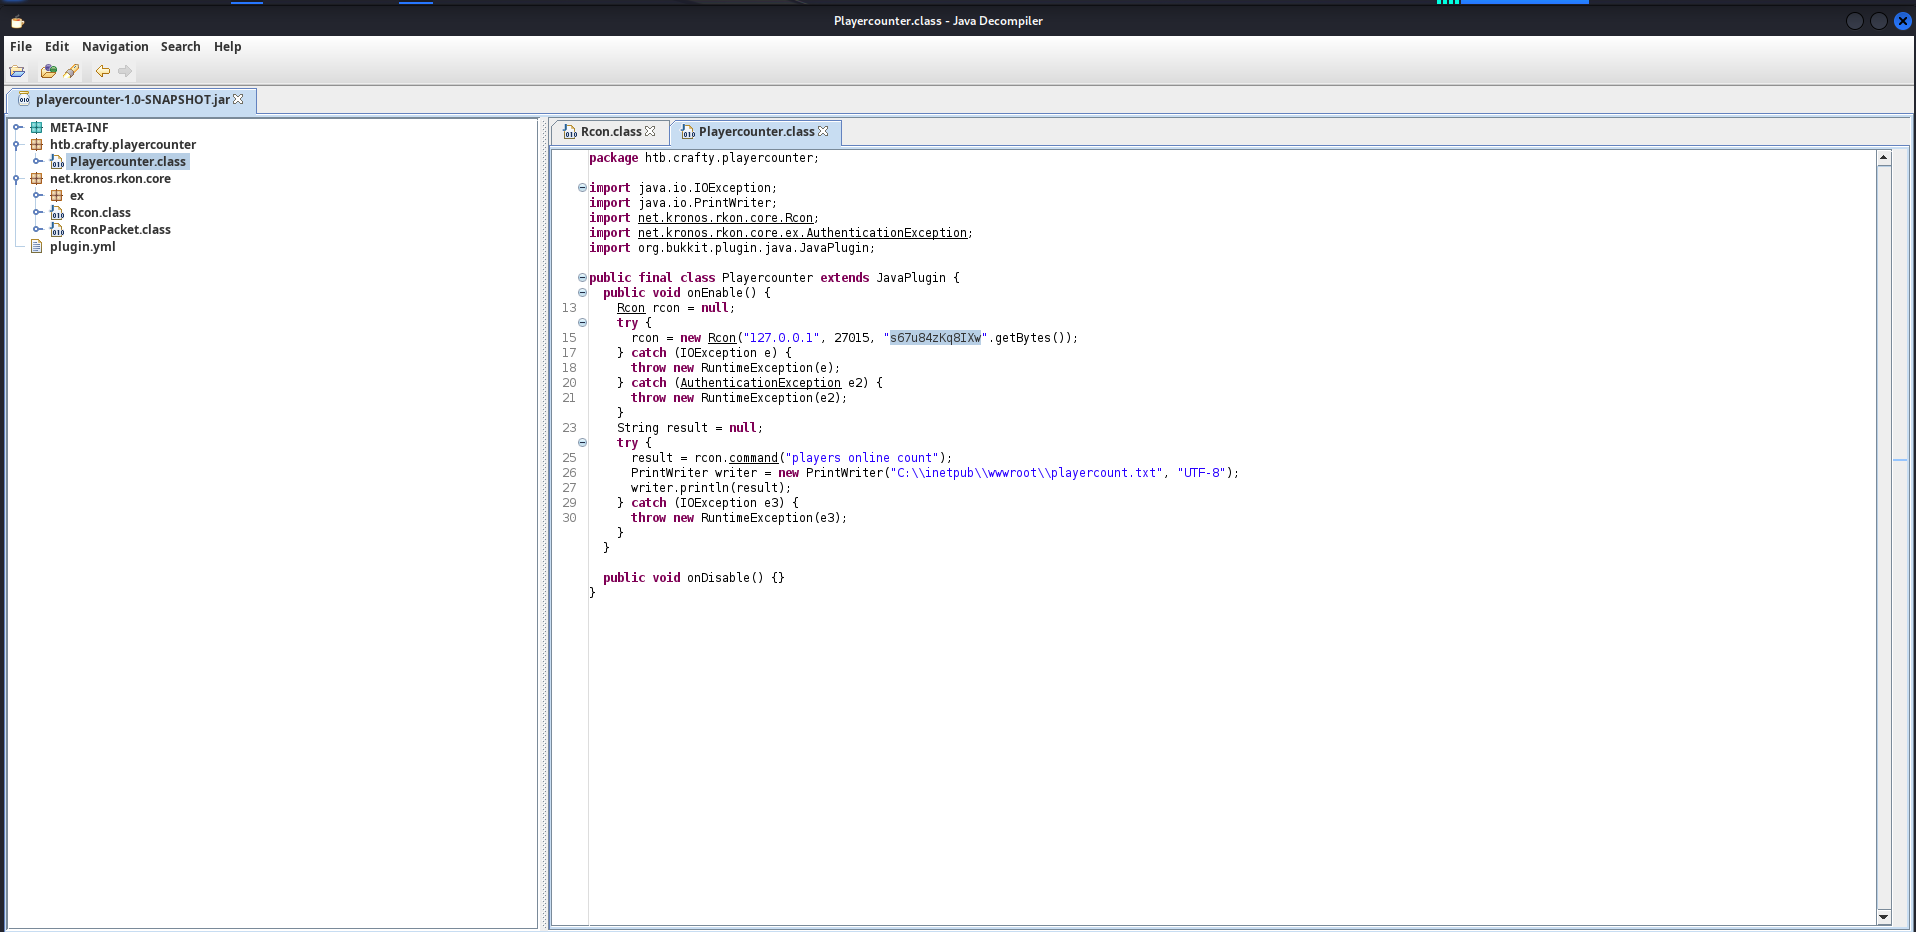 Playercounter.class - Java Decompiler
File Edit Navigation Search Help
playercounter-1.0-SNAPSHOT.jar
META-INF
htb.crafty.playercounter
Playercounter.class
net.kronos.rkon.core
ex
Rcon.class
RconPacket.class
plugin.yml
Rcon.class Playercounter.class
package htb.crafty.playercounter;
import java.io.IOException;
import java.io.PrintWriter;
import net.kronos.rkon.core.Rcon;
import net.kronos.rkon.core.ex.AuthenticationException;
import org.bukkit.plugin.java.JavaPlugin;
public final class Playercounter extends JavaPlugin {
public void onEnable() {
13 Rcon rcon = null;
try {
15 rcon = new Rcon("127.0.0.1", 27015, "s67u84zKq8IXw".getBytes());
17 } catch (IOException e) {
18 throw new RuntimeException(e);
20 } catch (AuthenticationException e2) {
21 throw new RuntimeException(e2);
}
23 String result = null;
try {
25 result = rcon.command("players online count");
26 PrintWriter writer = new PrintWriter("C:\\inetpub\\wwwroot\\playercount.txt", "UTF-8");
27 writer.println(result);
29 } catch (IOException e3) {
30 throw new RuntimeException(e3);
}
}
public void onDisable() {}
}